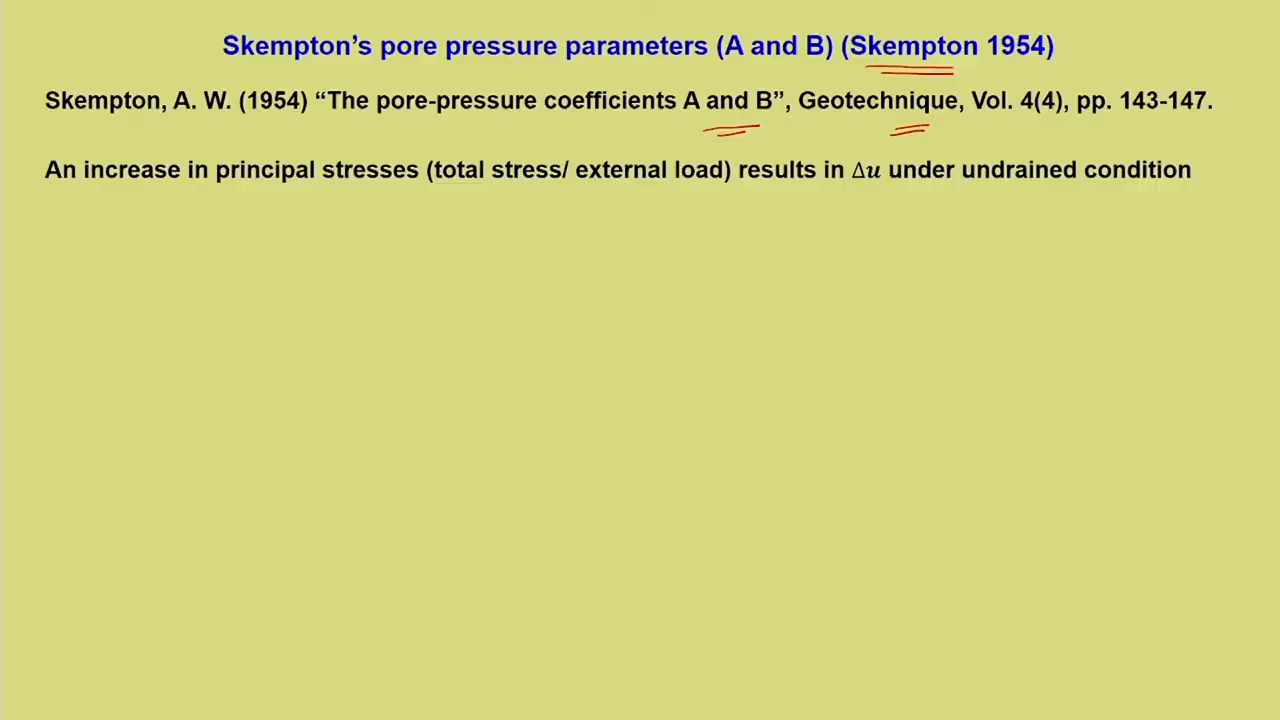 Skempton’s pore pressure parameters (A and B) (Skempton 1954)
Skempton, A. W. (1954) “The pore-pressure coefficients A and B”, Geotechnique, Vol. 4(4), pp. 143-147.
An increase in principal stresses (total stress/ external load) results in Δu under undrained condition